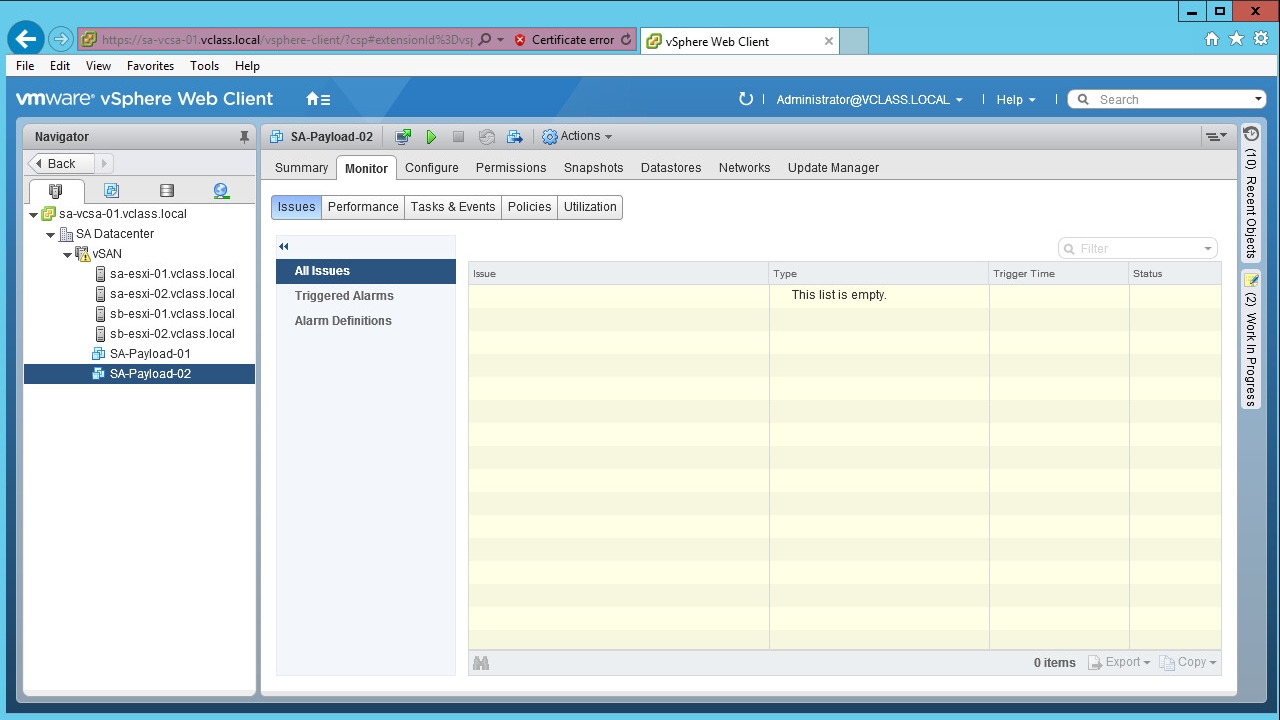 https://sa-vcsa-01.vclass.local/vsphere-client/?csp#extensionId%3Dvsp
Certificate error
vSphere Web Client
File Edit View Favorites Tools Help
vmware® vSphere Web Client
Administrator@VCLASS.LOCAL
Help
Search
Navigator
Back
sa-vcsa-01.vclass.local
SA Datacenter
vSAN
sa-esxi-01.vclass.local
sa-esxi-02.vclass.local
sb-esxi-01.vclass.local
sb-esxi-02.vclass.local
SA-Payload-01
SA-Payload-02
SA-Payload-02
Actions
Summary Monitor Configure Permissions Snapshots Datastores Networks Update Manager
Issues Performance Tasks & Events Policies Utilization
All Issues
Triggered Alarms
Alarm Definitions
Filter
Issue Type Trigger Time Status
This list is empty.
0 items Export Copy
(10) Recent Objects
(2) Work In Progress